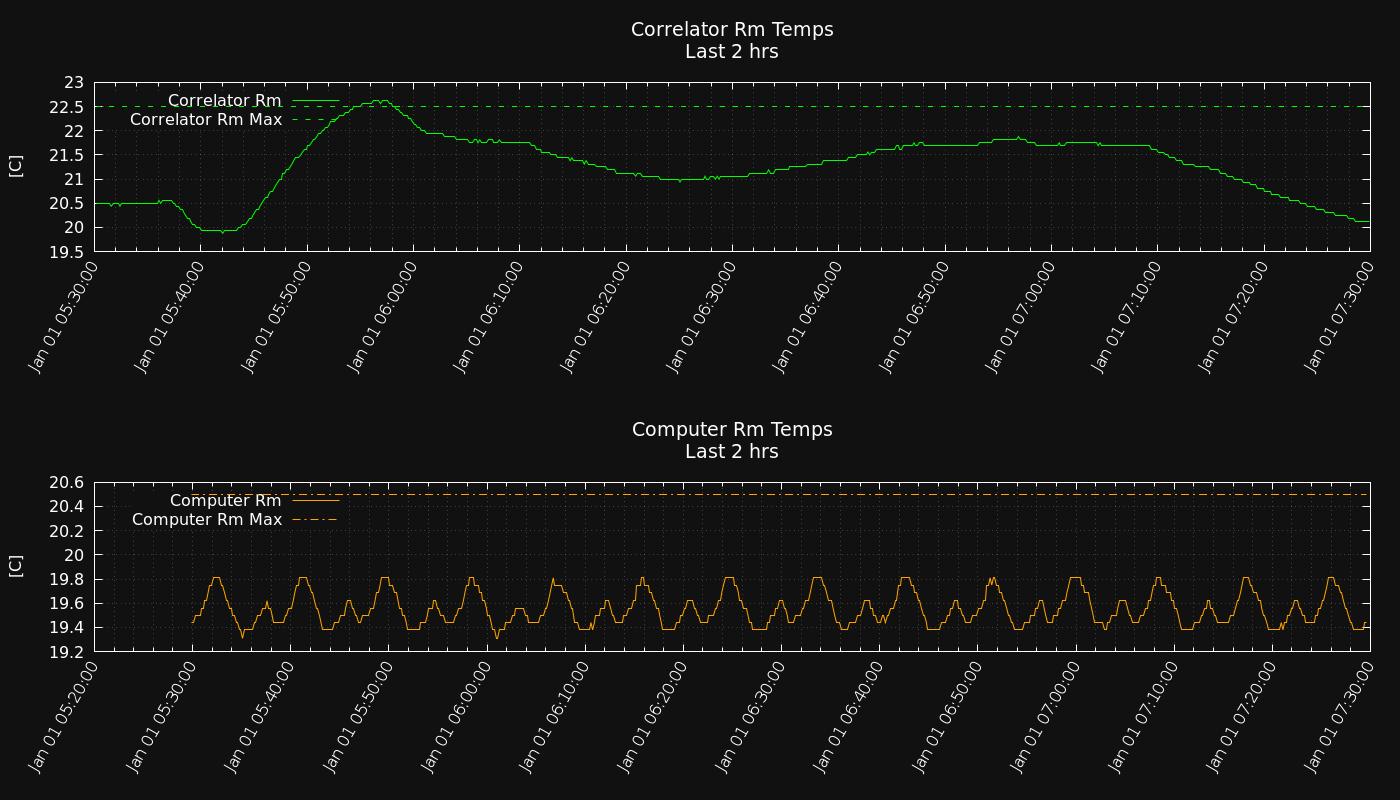 Correlator Rm Temps
Last 2 hrs
23
22.5
22
21.5
21
20.5
20
19.5
[C]
Correlator Rm
Correlator Rm Max
Jan 01 05:30:00
Jan 01 05:40:00
Jan 01 05:50:00
Jan 01 06:00:00
Jan 01 06:10:00
Jan 01 06:20:00
Jan 01 06:30:00
Jan 01 06:40:00
Jan 01 06:50:00
Jan 01 07:00:00
Jan 01 07:10:00
Jan 01 07:20:00
Jan 01 07:30:00
Computer Rm Temps
Last 2 hrs
20.6
20.4
20.2
20
19.8
19.6
19.4
19.2
[C]
Computer Rm
Computer Rm Max
Jan 01 05:20:00
Jan 01 05:30:00
Jan 01 05:40:00
Jan 01 05:50:00
Jan 01 06:00:00
Jan 01 06:10:00
Jan 01 06:20:00
Jan 01 06:30:00
Jan 01 06:40:00
Jan 01 06:50:00
Jan 01 07:00:00
Jan 01 07:10:00
Jan 01 07:20:00
Jan 01 07:30:00